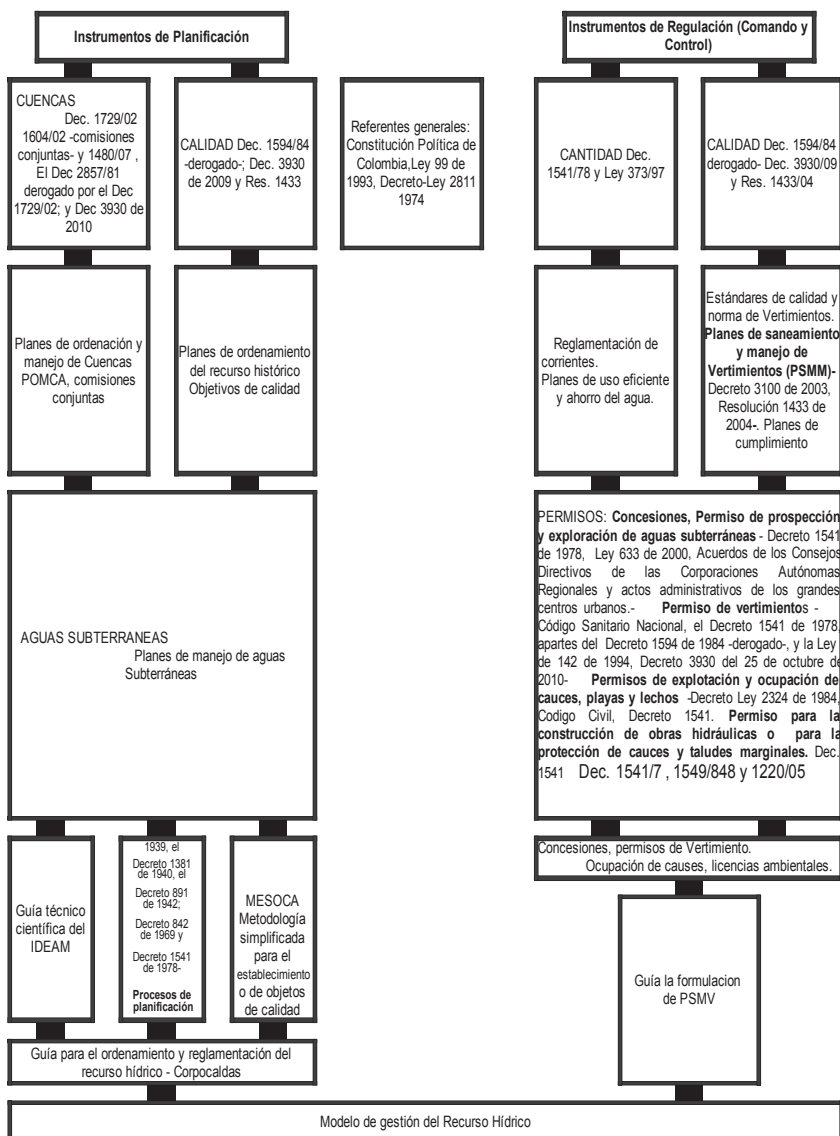 Instrumentos de Planificación
Instrumentos de Regulación (Comando y
Control)
CUENCAS
Dec. 1729/02
1604/02 -comisiones
conjuntas- y 1480/07 ,
El Dec 2857/81
derogado por el Dec
1729/02; y Dec 3930 de
2010
CALIDAD Dec. 1594/84
-derogado-; Dec. 3930
de 2009 y Res. 1433
Referentes generales:
Constitución Política de
Colombia,Ley 99 de
1993, Decreto-Ley 2811
1974
CANTIDAD Dec.
1541/78 y Ley 373/97
CALIDAD Dec. 1594/84
derogado- Dec. 3930/09
y Res. 1433/04
Planes de ordenación y
manejo de Cuencas
POMCA, comisiones
conjuntas
Planes de ordenamiento
del recurso histórico
Objetivos de calidad
Reglamentación de
corrientes.
Planes de uso eficiente
y ahorro del agua.
Estándares de calidad y
norma de Vertimientos.
Planes de saneamiento
y manejo de
Vertimientos (PSMM)-
Decreto 3100 de 2003,
Resolución 1433 de
2004-. Planes de
cumplimiento
AGUAS SUBTERRANEAS
Planes de manejo de aguas
Subterráneas
PERMISOS: Concesiones, Permiso de prospección
y exploración de aguas subterráneas - Decreto 1541
de 1978, Ley 633 de 2000, Acuerdos de los Consejos
Directivos de las Corporaciones Autónomas
Regionales y actos administrativos de los grandes
centros urbanos.- Permiso de vertimientos -
Código Sanitario Nacional, el Decreto 1541 de 1978,
apartes del Decreto 1594 de 1984 -derogado-, y la Ley
de 142 de 1994, Decreto 3930 del 25 de octubre de
2010- Permisos de explotación y ocupación de
cauces, playas y lechos -Decreto Ley 2324 de 1984,
Codigo Civil, Decreto 1541. Permiso para la
construcción de obras hidráulicas o para la
protección de cauces y taludes marginales. Dec.
1541 Dec. 1541/7 , 1549/848 y 1220/05
Guía técnico
científica del
IDEAM
1939, el
Decreto 1381
de 1940, el
Decreto 891
de 1942;
Decreto 842
de 1969 y
Decreto 1541
de 1978-
Procesos de
planificación
MESOCA
Metodología
simplificada
para el
establecimiento
o de objetos
de calidad
Concesiones, permisos de Vertimiento.
Ocupación de causes, licencias ambientales.
Guía la formulacion
de PSMV
Guía para el ordenamiento y reglamentación del
recurso hídrico - Corpocaldas
Modelo de gestión del Recurso Hídrico